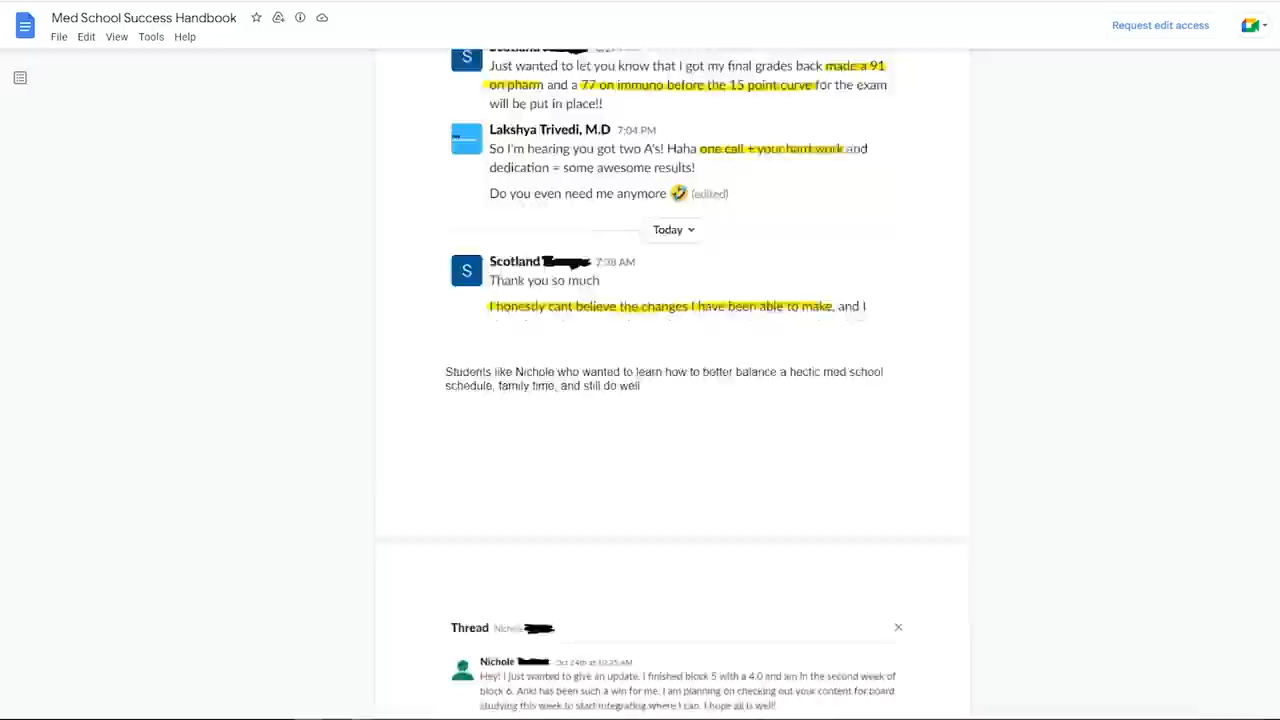 Med School Success Handbook
File Edit View Tools Help
Request edit access
S
Just wanted to let you know that I got my final grades back made a 91
on pharm and a 77 on immuno before the 15 point curve for the exam
will be put in place!!
Lakshya Trivedi, M.D 7:04 PM
So I'm hearing you got two A's! Haha one call + your hard work and
dedication = some awesome results!
Do you even need me anymore 🤣 (edited)
Today
S
Scotland 7:38 AM
Thank you so much
I honestly cant believe the changes I have been able to make, and I
Students like Nichole who wanted to learn how to better balance a hectic med school
schedule, family time, and still do well
Thread Nichole
Nichole Oct 24th at 10:35 AM
Hey! I just wanted to give an update. I finished block 5 with a 4.0 and am in the second week of
block 6. Anki has been such a win for me. I am planning on checking out your content for board
studying this week to start integrating where I can. I hope all is well!